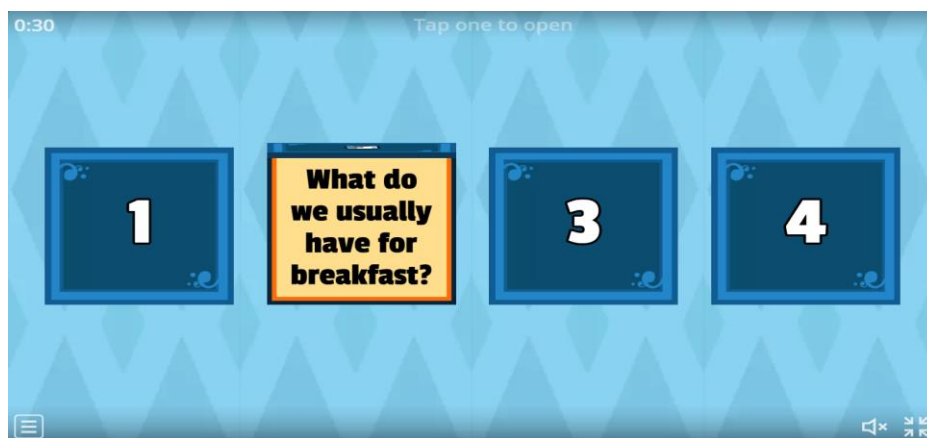 0:30
Tap one to open
1
What do
we usually
have for
breakfast?
3
4